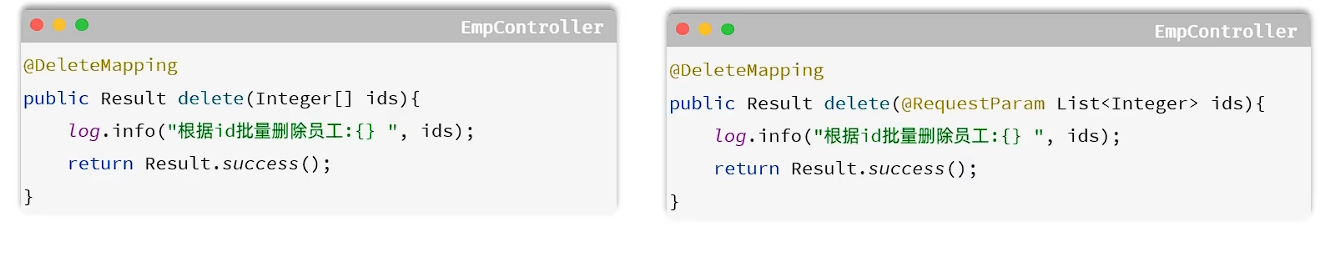 EmpController
@DeleteMapping
public Result delete(Integer[] ids){
    log.info("根据id批量删除员工:{} ", ids);
    return Result.success();
}
EmpController
@DeleteMapping
public Result delete(@RequestParam List<Integer> ids){
    log.info("根据id批量删除员工:{} ", ids);
    return Result.success();
}